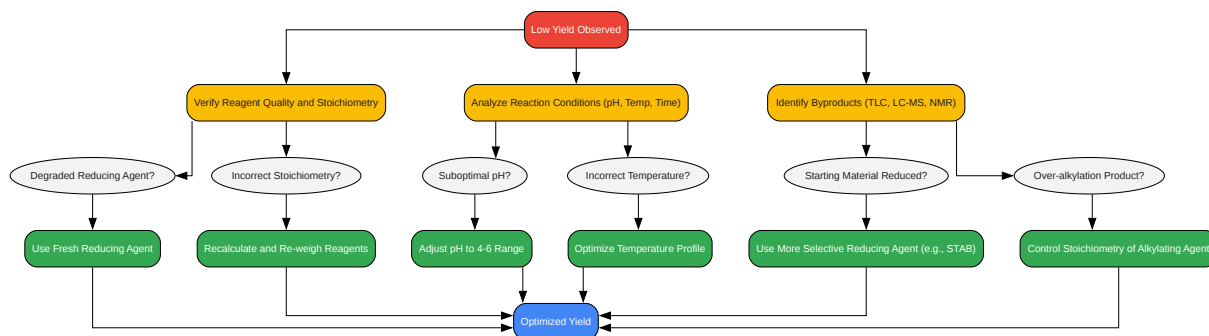 Low Yield Observed
Verify Reagent Quality and Stoichiometry
Analyze Reaction Conditions (pH, Temp, Time)
Identify Byproducts (TLC, LC-MS, NMR)
Degraded Reducing Agent?
Incorrect Stoichiometry?
Suboptimal pH?
Incorrect Temperature?
Starting Material Reduced?
Over-alkylation Product?
Use Fresh Reducing Agent
Recalculate and Re-weigh Reagents
Adjust pH to 4-6 Range
Optimize Temperature Profile
Use More Selective Reducing Agent (e.g., STAB)
Control Stoichiometry of Alkylating Agent
Optimized Yield